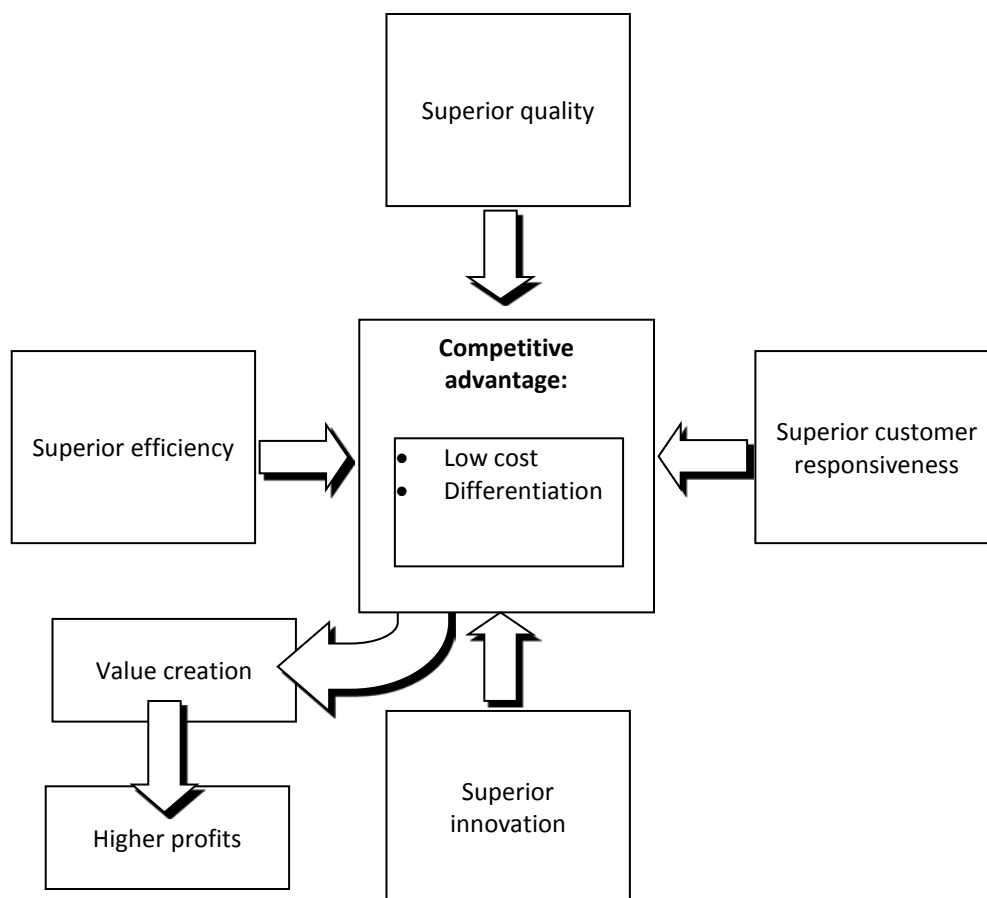 Superior quality
Competitive
advantage:
Superior efficiency
• Low cost
• Differentiation
Superior customer
responsiveness
Value creation
Higher profits
Superior
innovation